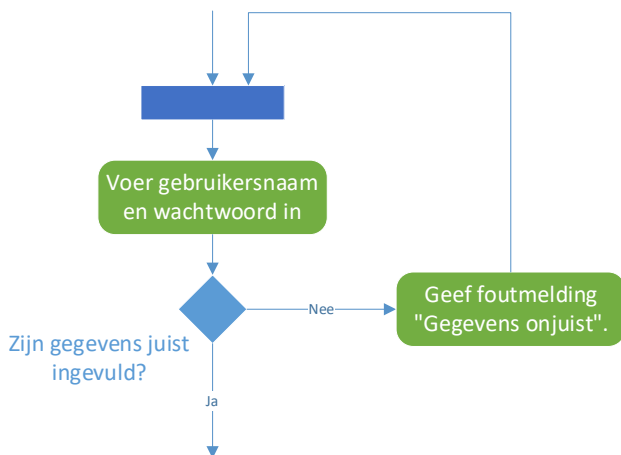 Voer gebruikersnaam
en wachtwoord in
Zijn gegevens juist
ingevuld?
Nee
Geef foutmelding
"Gegevens onjuist".
Ja